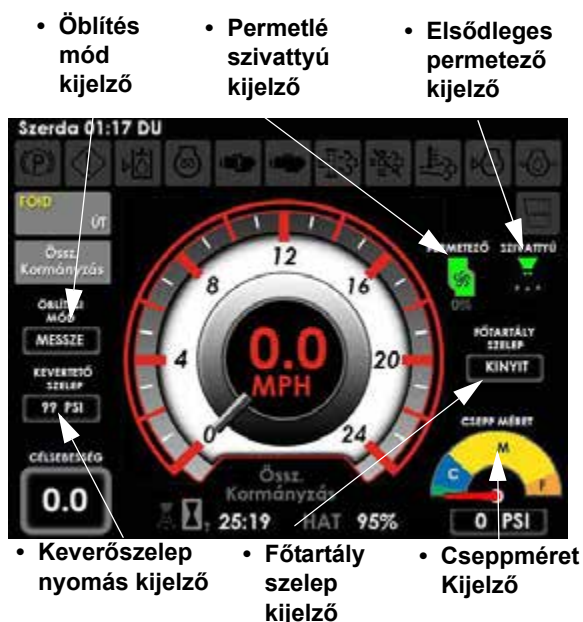 • Öblítés
mód
kijelző
• Permetlé
szivattyú
kijelző
• Elsődleges
permetező
kijelző
Szerda 01:17 DU
FÖLD
ÚT
Össz.
Kormányzás
ÖBLÍTÉSI
MÓD
MESSZE
KEVERTETŐ
SZELEP
?? PSI
CÉLSEBESSÉG
0.0
0
4
8
12
16
20
24
0.0
MPH
Össz.
Kormányzás
25:19 HAT 95%
PERMETEZŐ SZIVATTYÚ
0%
FŐTARTÁLY
SZELEP
KINYIT
CSEPP MÉRET
C M F
0 PSI
• Keverőszelep
nyomás kijelző
• Főtartály
szelep
kijelző
• Cseppméret
Kijelző